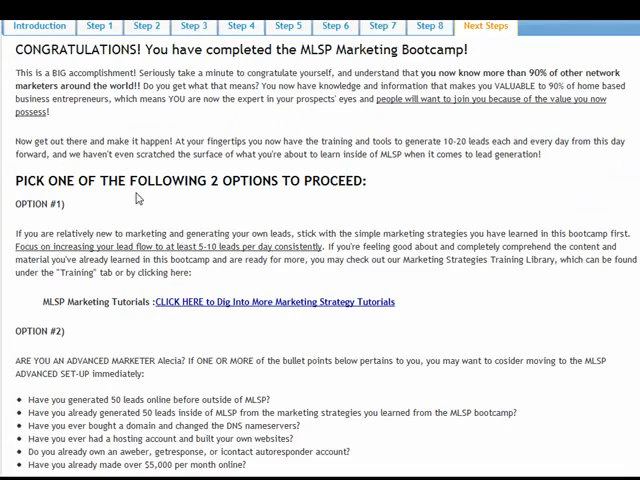 Introduction Step 1 Step 2 Step 3 Step 4 Step 5 Step 6 Step 7 Step 8 Next Steps
CONGRATULATIONS! You have completed the MLSP Marketing Bootcamp!
This is a BIG accomplishment! Seriously take a minute to congratulate yourself, and understand that you now know more than 90% of other network
marketers around the world!! Do you get what that means? You now have knowledge and information that makes you VALUABLE to 90% of home based
business entrepreneurs, which means YOU are now the expert in your prospects' eyes and people will want to join you because of the value you now
possess!
Now get out there and make it happen! At your fingertips you now have the training and tools to generate 10-20 leads each and every day from this day
forward, and we haven't even scratched the surface of what you're about to learn inside of MLSP when it comes to lead generation!
PICK ONE OF THE FOLLOWING 2 OPTIONS TO PROCEED:
OPTION #1)
If you are relatively new to marketing and generating your own leads, stick with the simple marketing strategies you have learned in this bootcamp first.
Focus on increasing your lead flow to at least 5-10 leads per day consistently. If you're feeling good about and completely comprehend the content and
material you've already learned in this bootcamp and are ready for more, you may check out our Marketing Strategies Training Library, which can be found
under the "Training" tab or by clicking here:
MLSP Marketing Tutorials :CLICK HERE to Dig Into More Marketing Strategy Tutorials
OPTION #2)
ARE YOU AN ADVANCED MARKETER Alecia? If ONE OR MORE of the bullet points below pertains to you, you may want to cosider moving to the MLSP
ADVANCED SET-UP immediately:
Have you generated 50 leads online before outside of MLSP?
Have you already generated 50 leads inside of MLSP from the marketing strategies you learned from the MLSP bootcamp?
Have you ever bought a domain and changed the DNS nameservers?
Have you ever had a hosting account and built your own websites?
Do you already own an aweber, getresponse, or icontact autoresponder account?
Have you already made over $5,000 per month online?